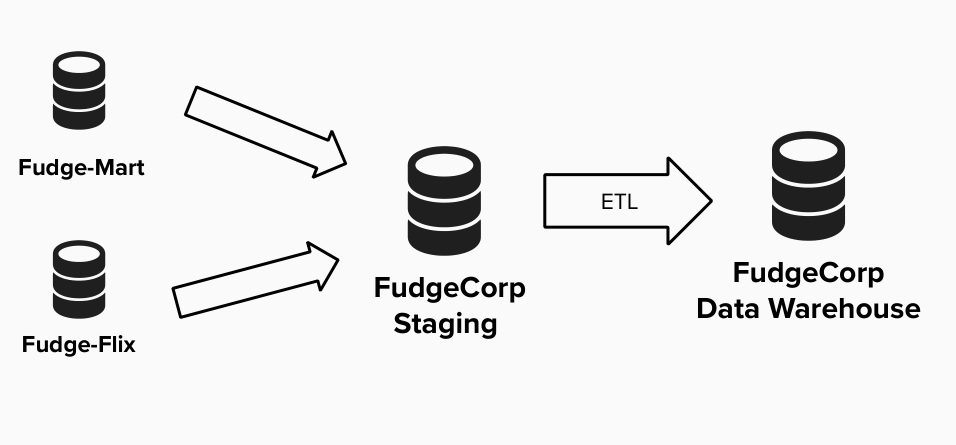 Fudge-Mart
Fudge-Flix
FudgeCorp
Staging
ETL
FudgeCorp
Data Warehouse